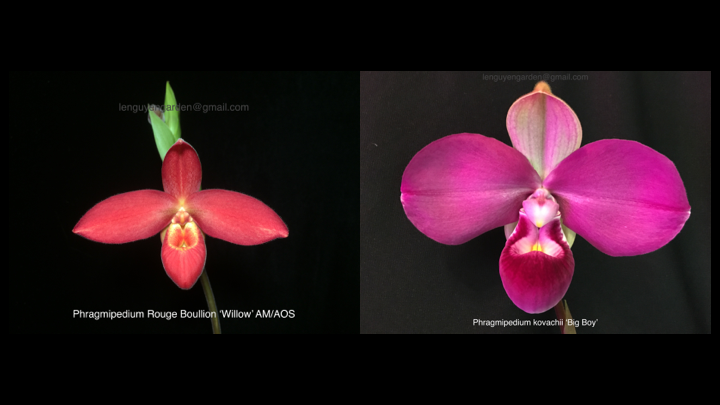 lenguyengarden@gmail.com
Phragmipedium Rouge Boullion ‘Willow’ AM/AOS
lenguyengarden@gmail.com
Phragmipedium kovachii ‘Big Boy’